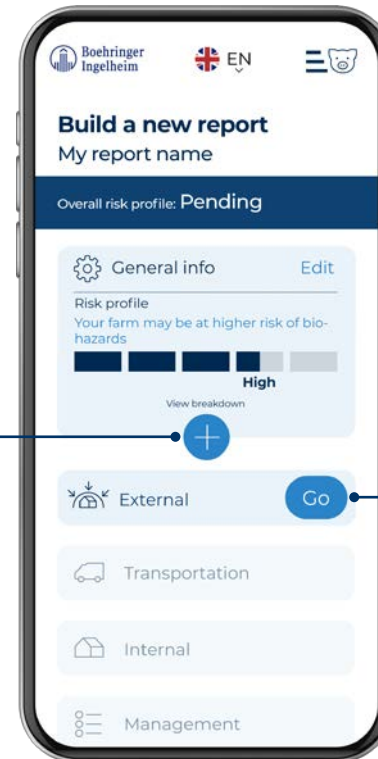 Boehringer
Ingelheim
EN
Build a new report
My report name
Overall risk profile: Pending
General info
Edit
Risk profile
Your farm may be at higher risk of bio-
hazards
High
View breakdown
External
Go
Transportation
Internal
Management